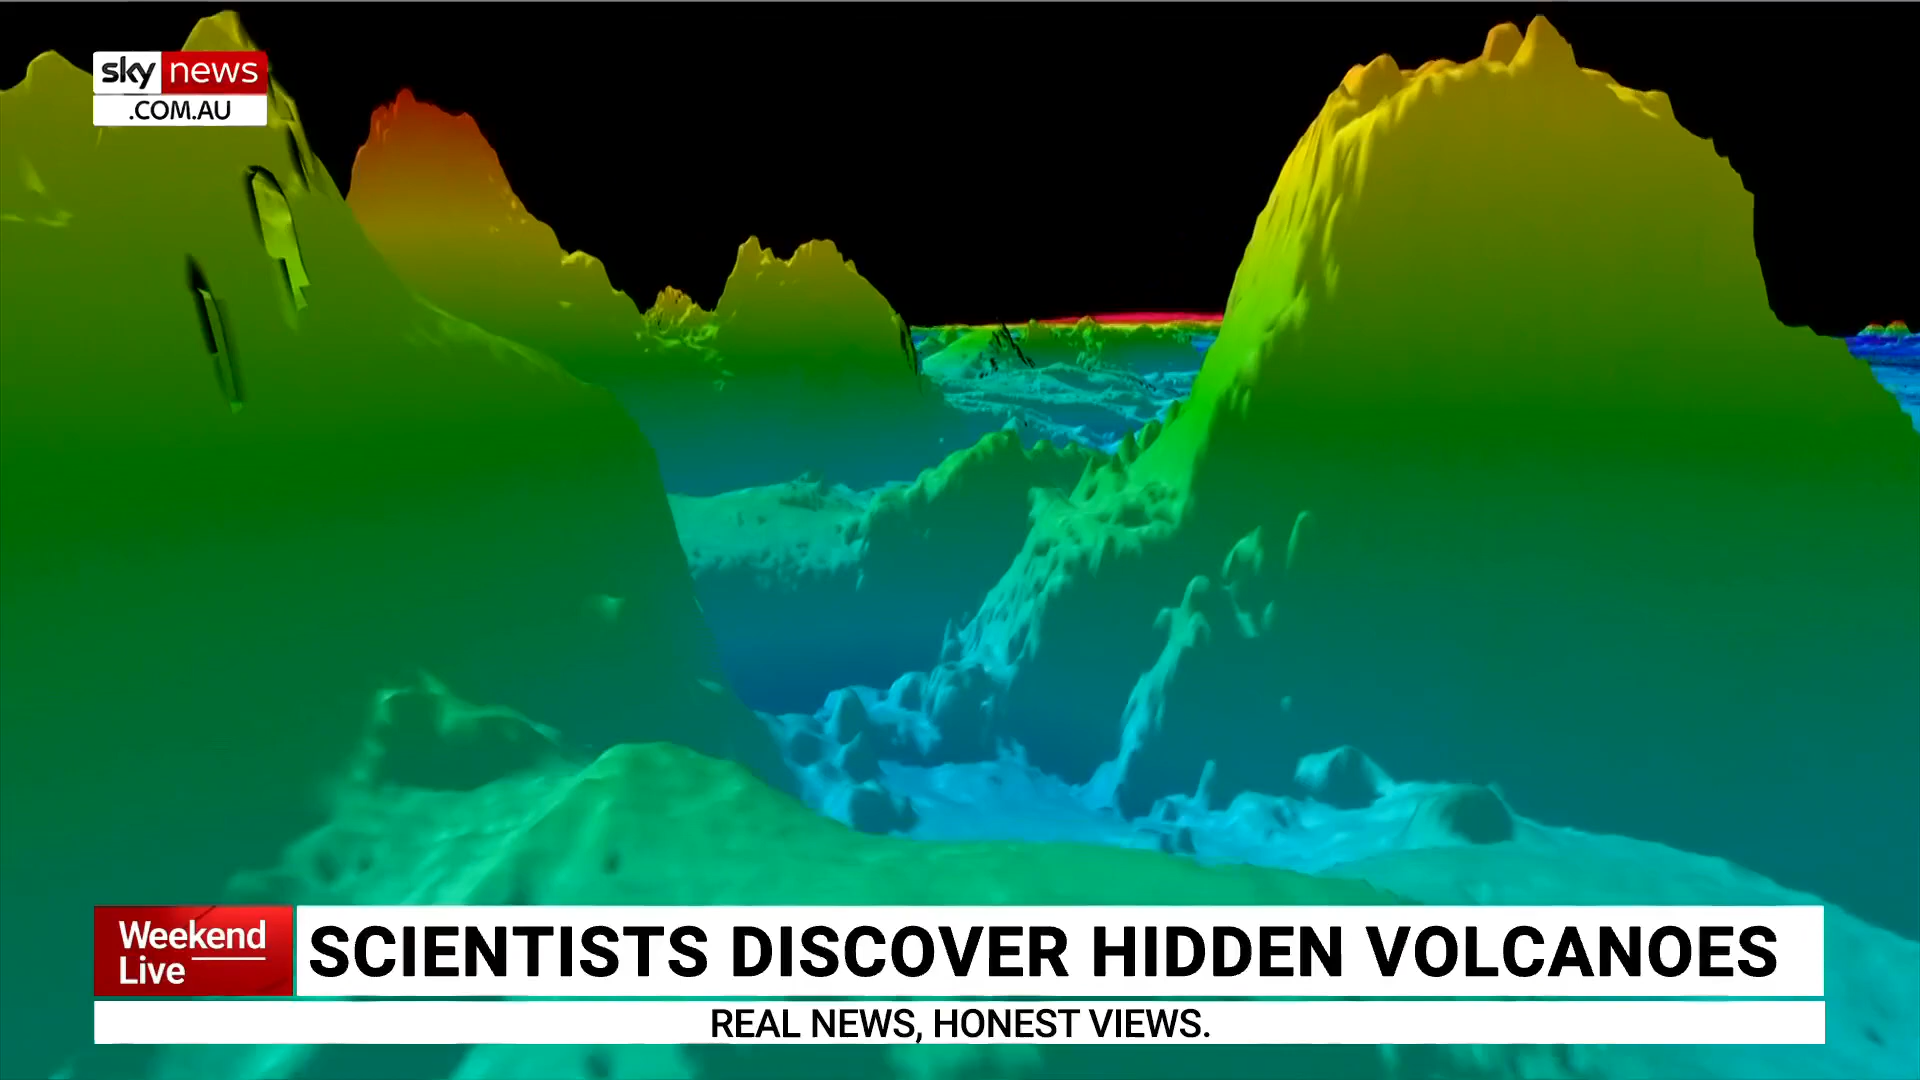 sky news
.COM.AU
Weekend
Live
SCIENTISTS DISCOVER HIDDEN VOLCANOES
REAL NEWS, HONEST VIEWS.